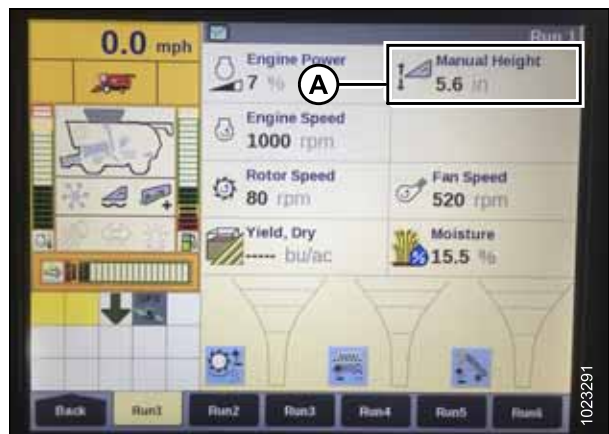 0.0 mph
Run 1
Engine Power
7 %
A
Manual Height
5.6 in
Engine Speed
1000 rpm
Rotor Speed
80 rpm
Fan Speed
520 rpm
Yield, Dry
----- bu/ac
Moisture
15.5 %
Back
Run1
Run2
Run3
Run4
Run5
Run6
1023291